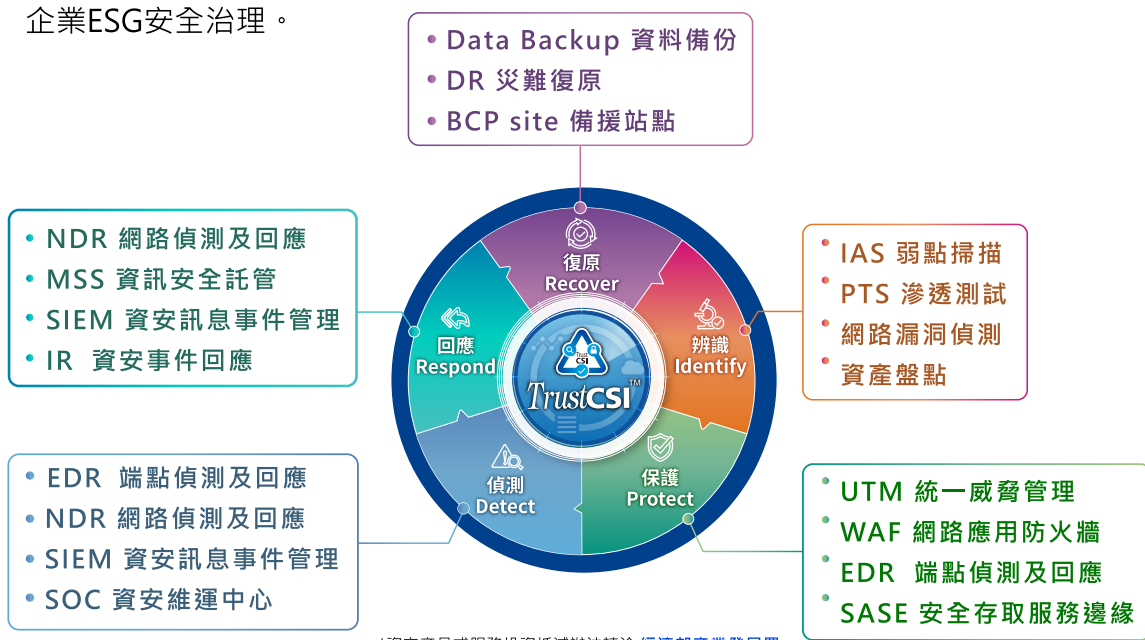 企業ESG安全治理。
• Data Backup 資料備份
• DR 災難復原
• BCP site 備援站點
• NDR 網路偵測及回應
• MSS 資訊安全託管
• SIEM 資安訊息事件管理
• IR 資安事件回應
• IAS 弱點掃描
• PTS 滲透測試
• 網路漏洞偵測
• 資產盤點
復原
Recover
回應
Respond
辨識
Identify
Trust
CSI
TrustCSI™
偵測
Detect
保護
Protect
• EDR 端點偵測及回應
• NDR 網路偵測及回應
• SIEM 資安訊息事件管理
• SOC 資安維運中心
• UTM 統一威脅管理
• WAF 網路應用防火牆
• EDR 端點偵測及回應
• SASE 安全存取服務邊緣